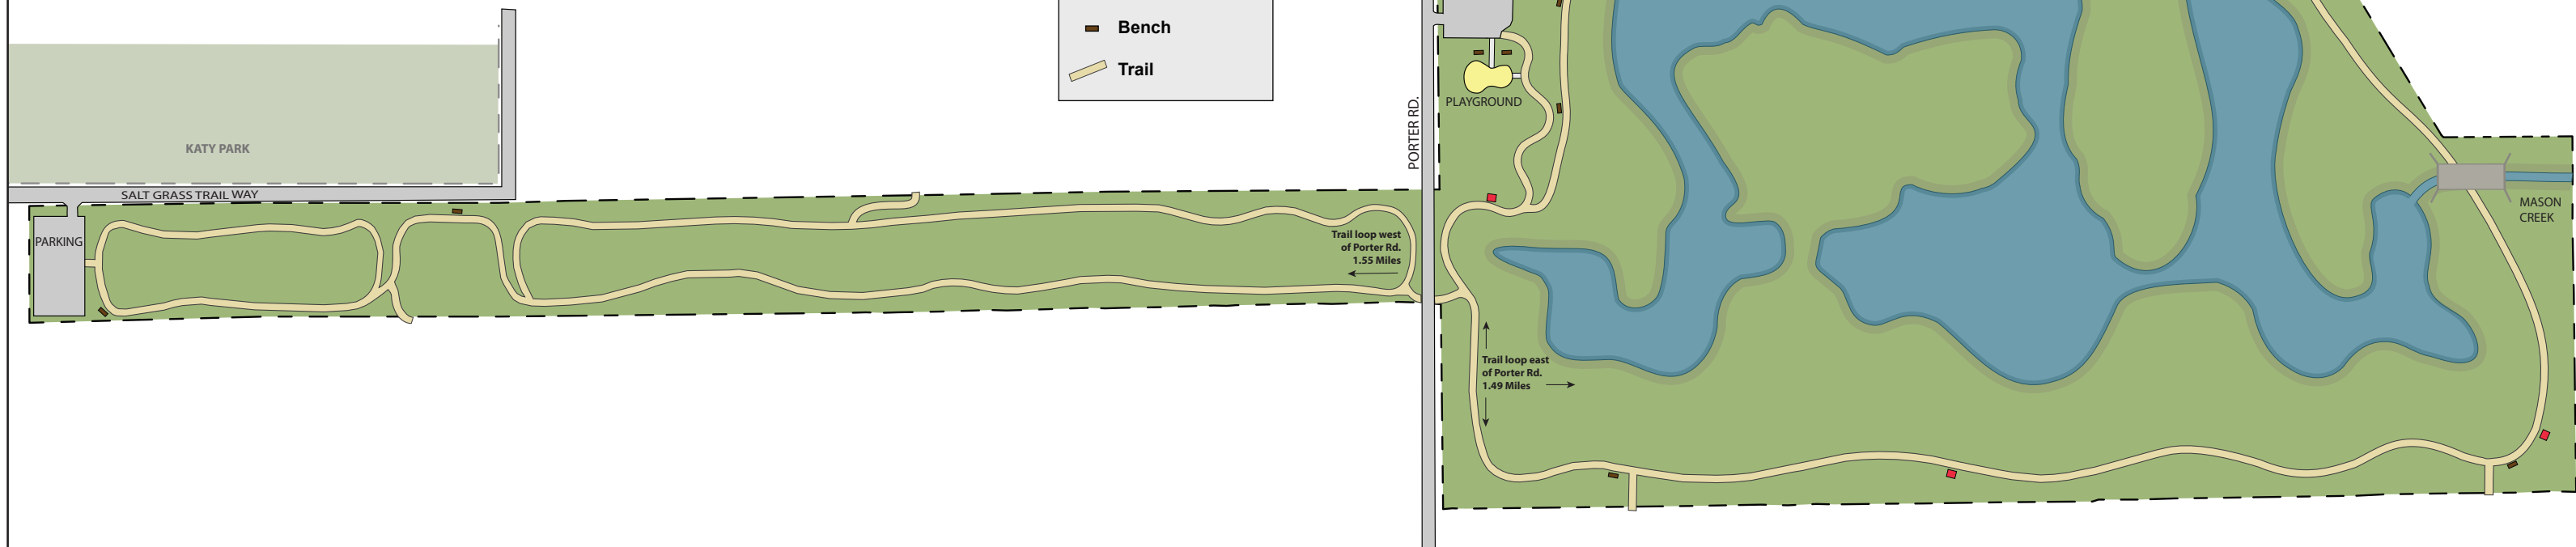 Bench
Trail
KATY PARK
SALT GRASS TRAIL WAY
PARKING
Trail loop west
of Porter Rd.
1.55 Miles
PORTER RD.
PLAYGROUND
Trail loop east
of Porter Rd.
1.49 Miles
MASON
CREEK